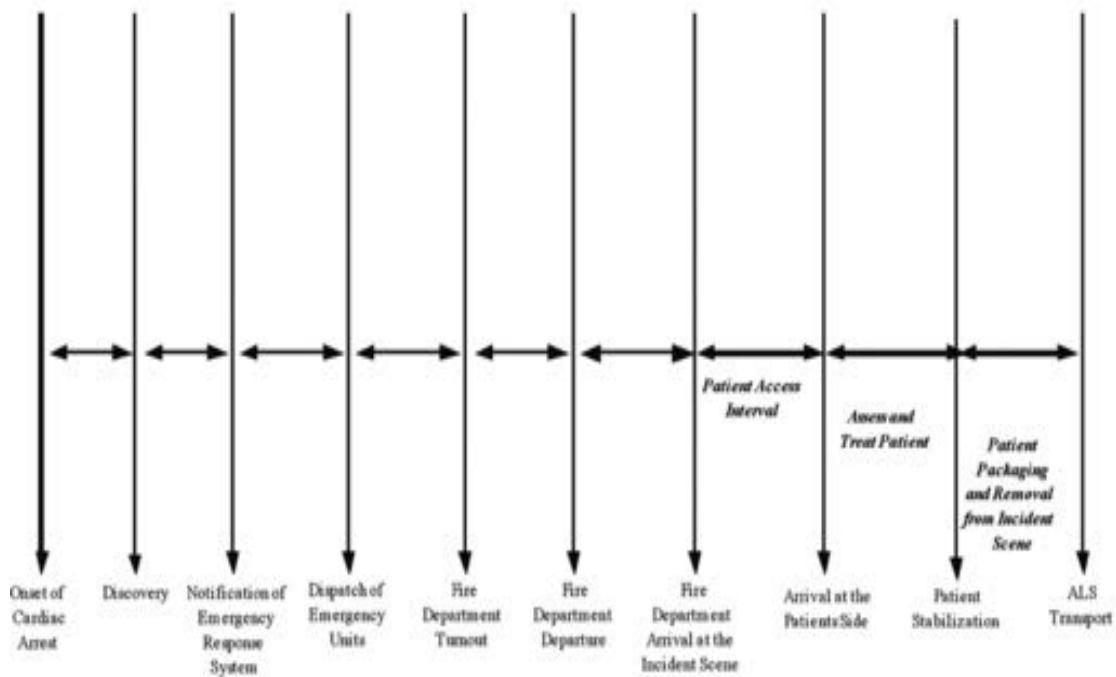 Patient Access
Interval
Assess and
Treat Patient
Patient
Packaging
and Removal
from Incident
Scene
Onset of
Cardiac
Arrest
Discovery
Notification of
Emergency
Response
System
Dispatch of
Emergency
Units
Fire
Department
Turnout
Fire
Department
Departure
Fire
Department
Arrival at the
Incident Scene
Arrival at the
Patients Side
Patient
Stabilization
ALS
Transport